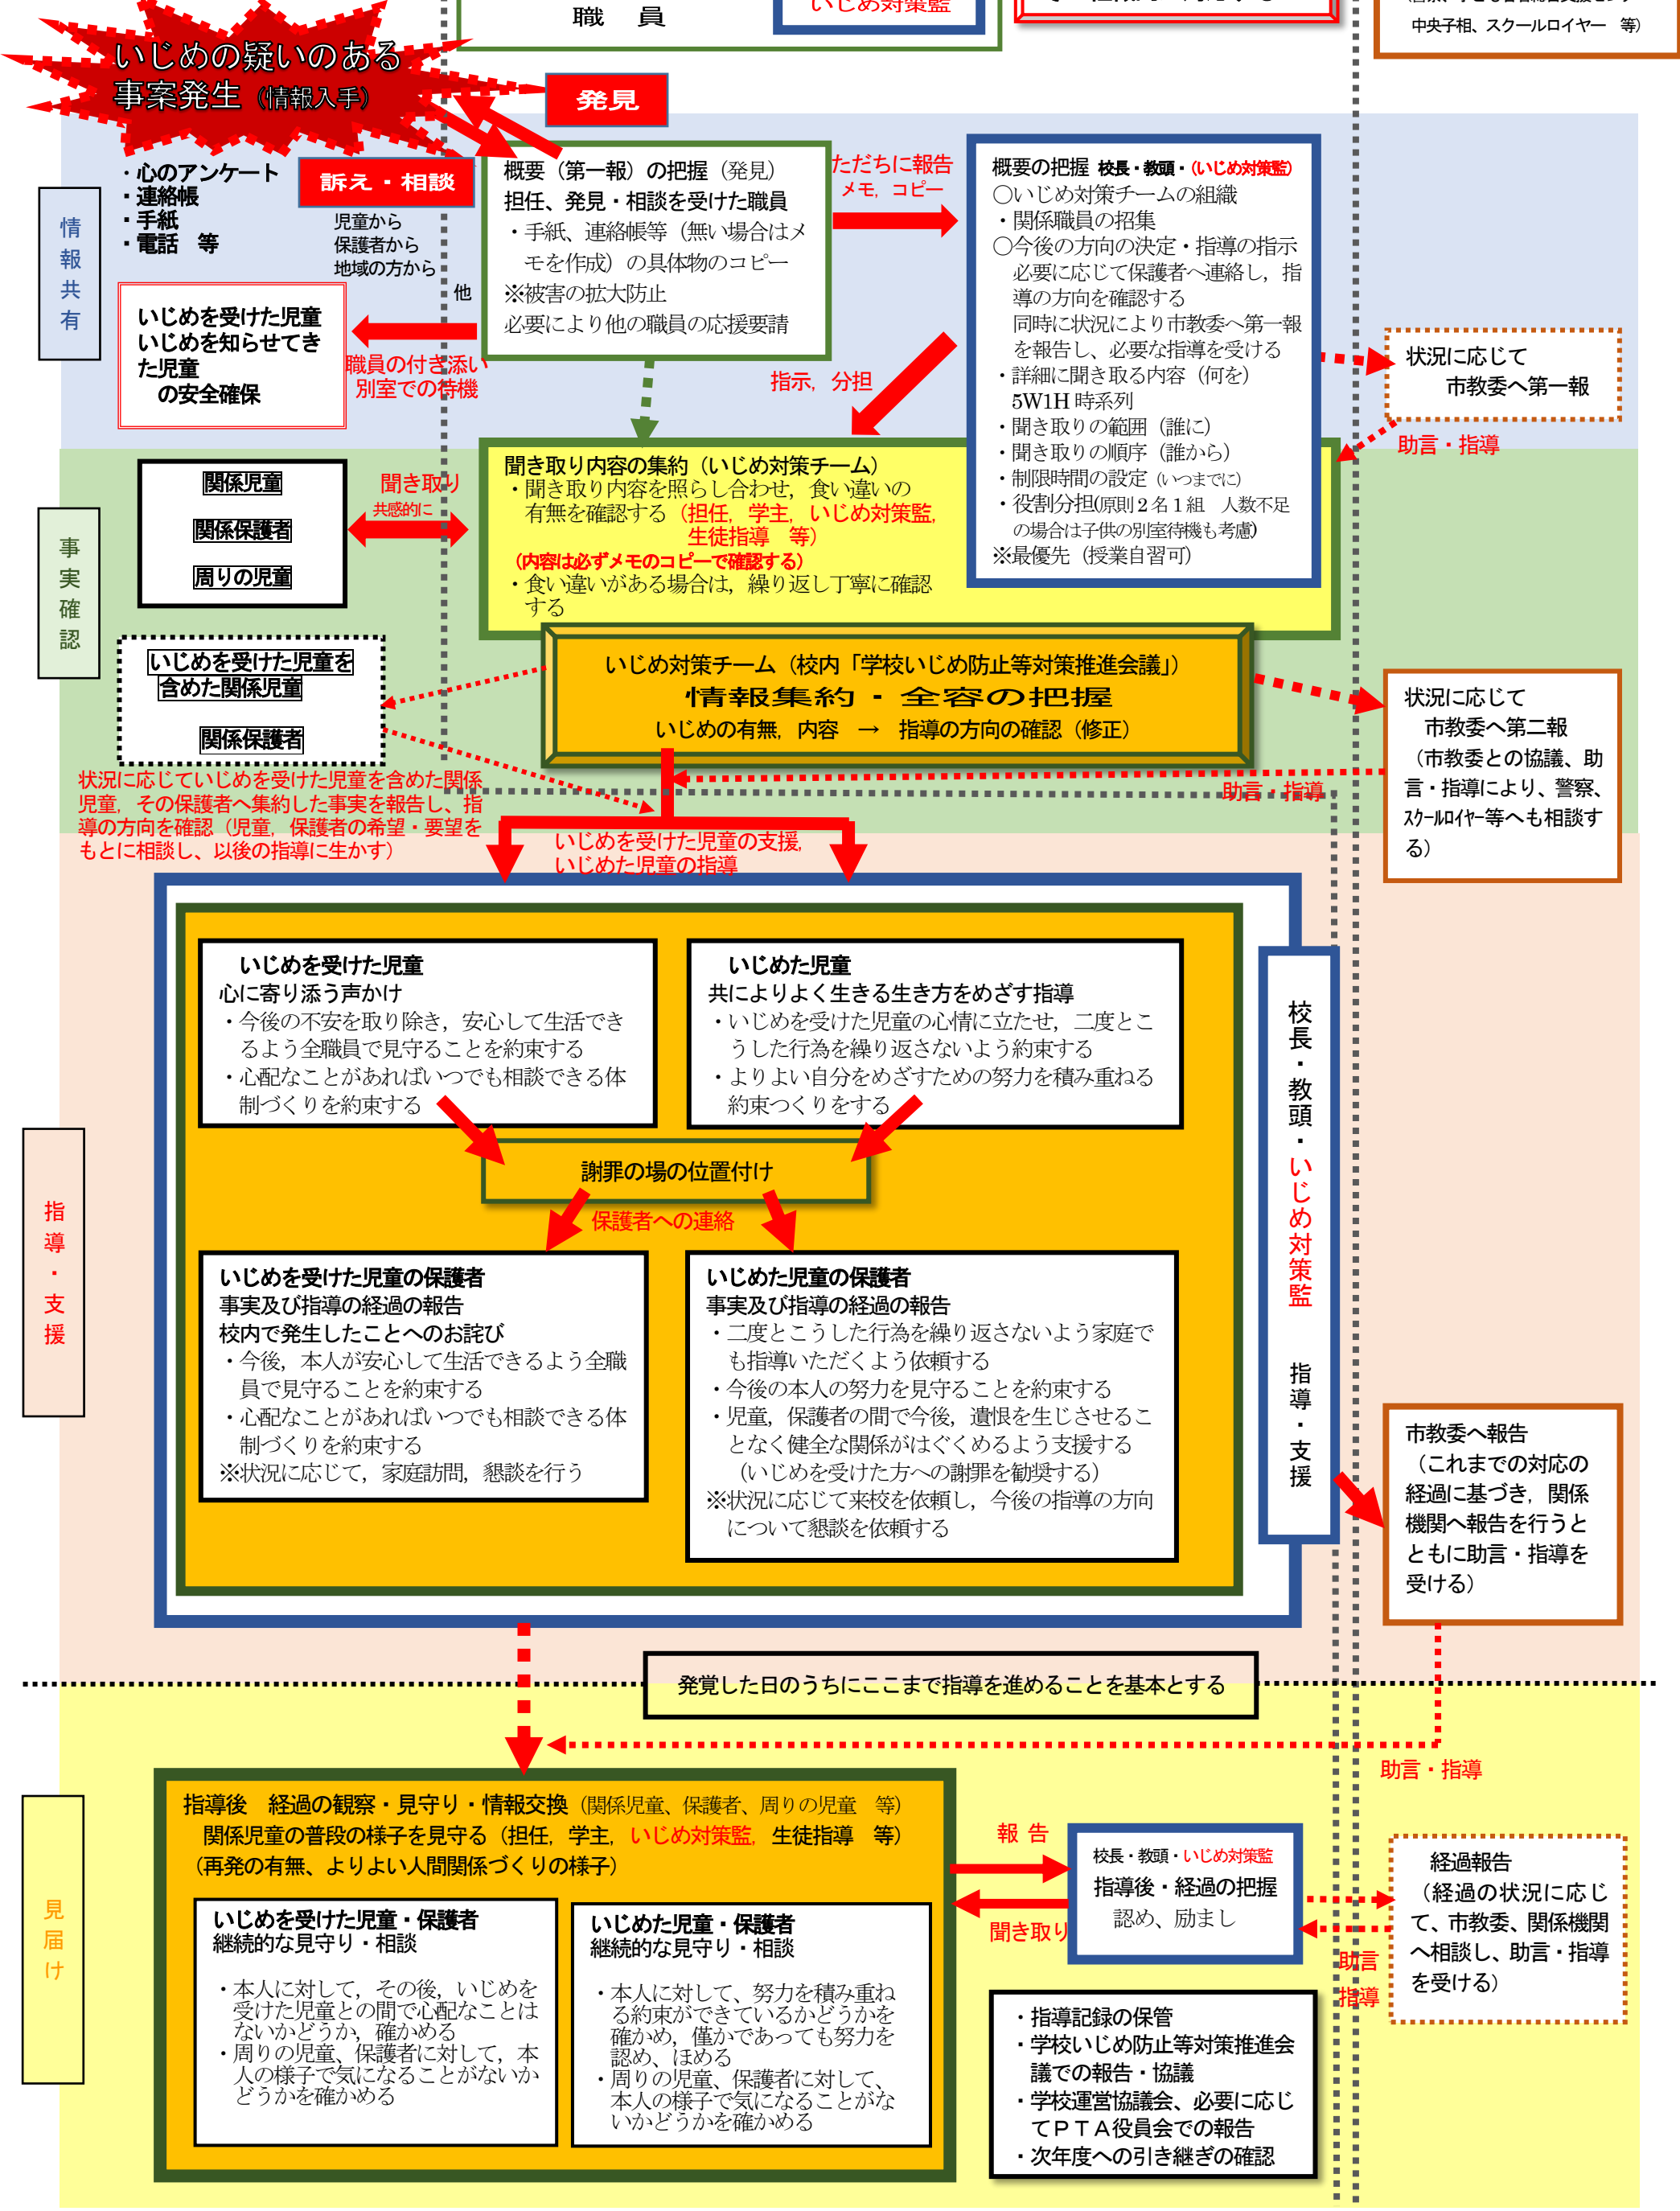 職　員
いじめ対策監
中央子相、スクールロイヤー　等）
いじめの疑いのある
事案発生（情報入手）
発見
・心のアンケート
・連絡帳
・手紙
・電話　等
訴え・相談
児童から
保護者から
地域の方から
他
情報共有
概要（第一報）の把握（発見）
担任、発見・相談を受けた職員
・手紙、連絡帳等（無い場合はメ
モを作成）の具体物のコピー
※被害の拡大防止
必要により他の職員の応援要請
ただちに報告
メモ，コピー
概要の把握　校長・教頭・（いじめ対策監）
○いじめ対策チームの組織
・関係職員の招集
○今後の方向の決定・指導の指示
必要に応じて保護者へ連絡し，指
導の方向を確認する
同時に状況により市教委へ第一報
を報告し、必要な指導を受ける
・詳細に聞き取る内容（何を）
5W1H 時系列
・聞き取りの範囲（誰に）
・聞き取りの順序（誰から）
・制限時間の設定（いつまでに）
・役割分担(原則２名１組　人数不足
の場合は子供の別室待機も考慮)
※最優先（授業自習可）
いじめを受けた児童
いじめを知らせてき
た児童
の安全確保
職員の付き添い
別室での待機
指示，分担
状況に応じて
市教委へ第一報
助言・指導
事実確認
関係児童
関係保護者
周りの児童
聞き取り
共感的に
聞き取り内容の集約（いじめ対策チーム）
・聞き取り内容を照らし合わせ，食い違いの
有無を確認する（担任，学主，いじめ対策監，
生徒指導　等）
（内容は必ずメモのコピーで確認する）
・食い違いがある場合は，繰り返し丁寧に確認
する
いじめを受けた児童を
含めた関係児童
関係保護者
いじめ対策チーム（校内「学校いじめ防止等対策推進会議」）
情報集約・全容の把握
いじめの有無，内容　→　指導の方向の確認（修正）
状況に応じて
市教委へ第二報
（市教委との協議、助
言・指導により、警察、
ｽｸｰﾙﾛｲﾔｰ等へも相談す
る）
助言・指導
状況に応じていじめを受けた児童を含めた関係
児童，その保護者へ集約した事実を報告し、指
導の方向を確認（児童，保護者の希望・要望を
もとに相談し、以後の指導に生かす）
いじめを受けた児童の支援，
いじめた児童の指導
指導・支援
いじめを受けた児童
心に寄り添う声かけ
・今後の不安を取り除き，安心して生活でき
るよう全職員で見守ることを約束する
・心配なことがあればいつでも相談できる体
制づくりを約束する
いじめた児童
共によりよく生きる生き方をめざす指導
・いじめを受けた児童の心情に立たせ，二度とこ
うした行為を繰り返さないよう約束する
・よりよい自分をめざすための努力を積み重ねる
約束つくりをする
謝罪の場の位置付け
保護者への連絡
いじめを受けた児童の保護者
事実及び指導の経過の報告
校内で発生したことへのお詫び
・今後，本人が安心して生活できるよう全職
員で見守ることを約束する
・心配なことがあればいつでも相談できる体
制づくりを約束する
※状況に応じて，家庭訪問，懇談を行う
いじめた児童の保護者
事実及び指導の経過の報告
・二度とこうした行為を繰り返さないよう家庭で
も指導いただくよう依頼する
・今後の本人の努力を見守ることを約束する
・児童，保護者の間で今後，遺恨を生じさせるこ
となく健全な関係がはぐくめるよう支援する
（いじめを受けた方への謝罪を勧奨する）
※状況に応じて来校を依頼し，今後の指導の方向
について懇談を依頼する
校長・教頭・いじめ対策監　指導・支援
市教委へ報告
（これまでの対応の
経過に基づき，関係
機関へ報告を行うと
ともに助言・指導を
受ける）
発覚した日のうちにここまで指導を進めることを基本とする
助言・指導
見届け
指導後　経過の観察・見守り・情報交換（関係児童、保護者、周りの児童　等）
関係児童の普段の様子を見守る（担任，学主，いじめ対策監，生徒指導　等）
（再発の有無、よりよい人間関係づくりの様子）
いじめを受けた児童・保護者
継続的な見守り・相談
・本人に対して，その後，いじめを
受けた児童との間で心配なことは
ないかどうか，確かめる
・周りの児童、保護者に対して，本
人の様子で気になることがないか
どうかを確かめる
いじめた児童・保護者
継続的な見守り・相談
・本人に対して、努力を積み重ね
る約束ができているかどうかを
確かめ，僅かであっても努力を
認め、ほめる
・周りの児童、保護者に対して、
本人の様子で気になることがな
いかどうかを確かめる
報 告
聞き取り
校長・教頭・いじめ対策監
指導後・経過の把握
認め、励まし
助言
指導
経過報告
（経過の状況に応じ
て、市教委、関係機関
へ相談し、助言・指導
を受ける）
・指導記録の保管
・学校いじめ防止等対策推進会
議での報告・協議
・学校運営協議会、必要に応じ
てＰＴＡ役員会での報告
・次年度への引き継ぎの確認